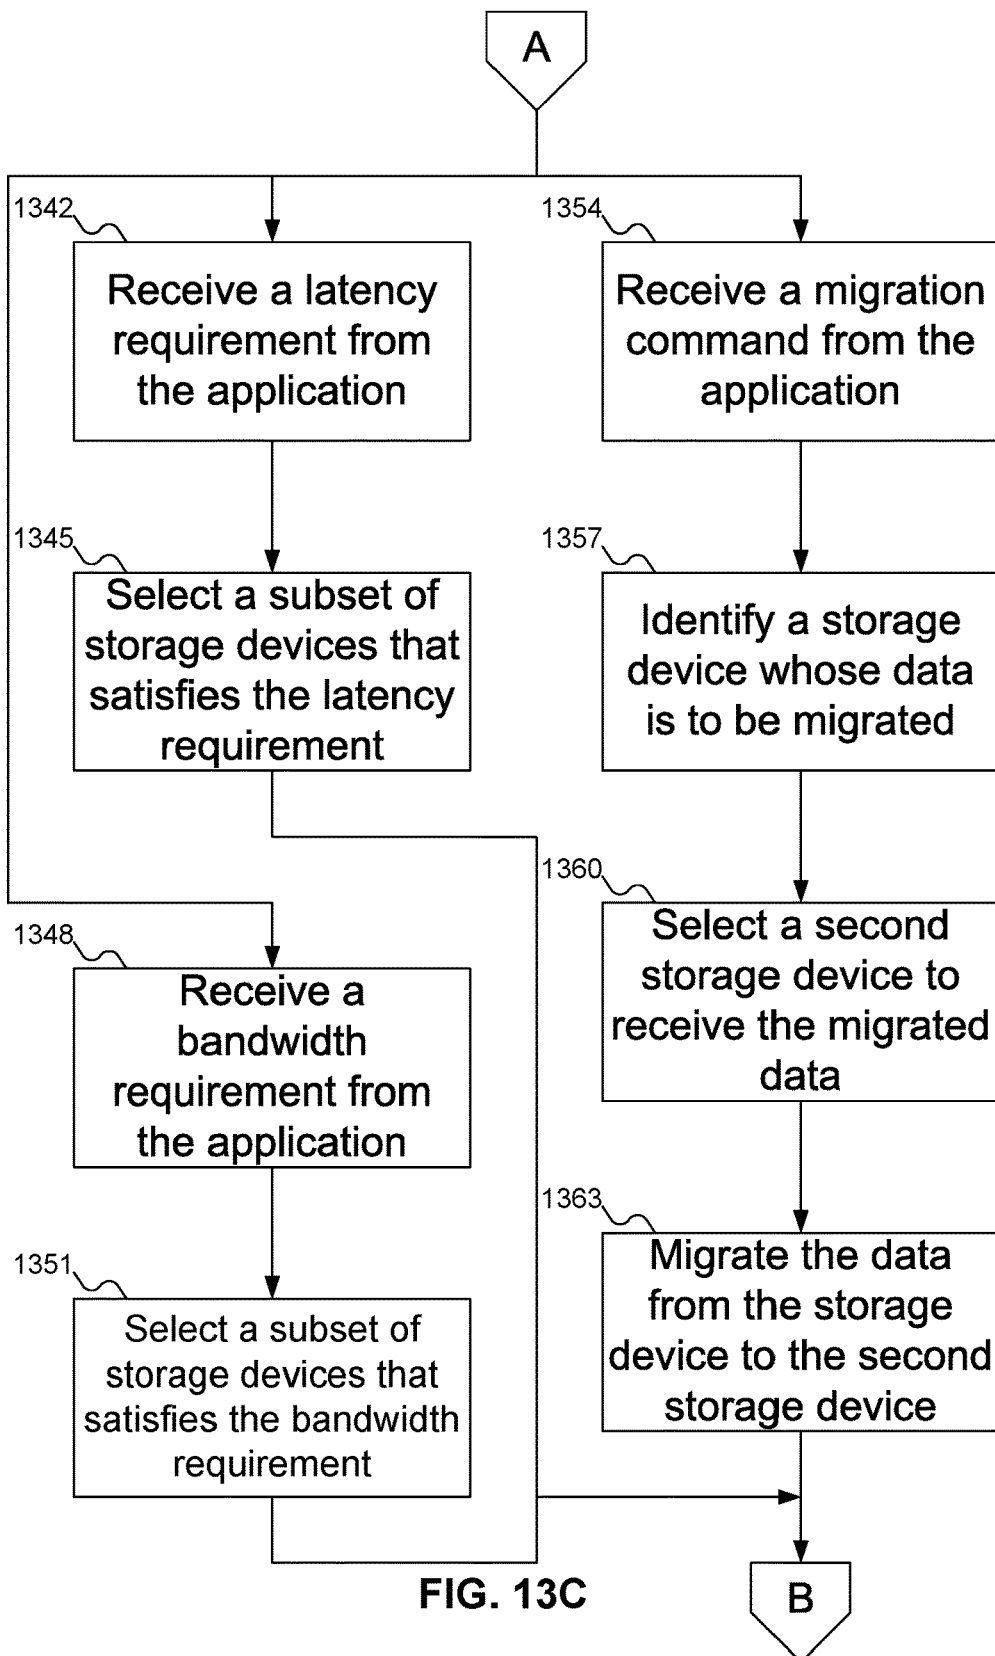 A
1342
Receive a latency
requirement from
the application
1345
Select a subset of
storage devices that
satisfies the latency
requirement
1348
Receive a
bandwidth
requirement from
the application
1351
Select a subset of
storage devices that
satisfies the bandwidth
requirement
1354
Receive a migration
command from the
application
1357
Identify a storage
device whose data
is to be migrated
1360
Select a second
storage device to
receive the migrated
data
1363
Migrate the data
from the storage
device to the second
storage device
B
FIG. 13C